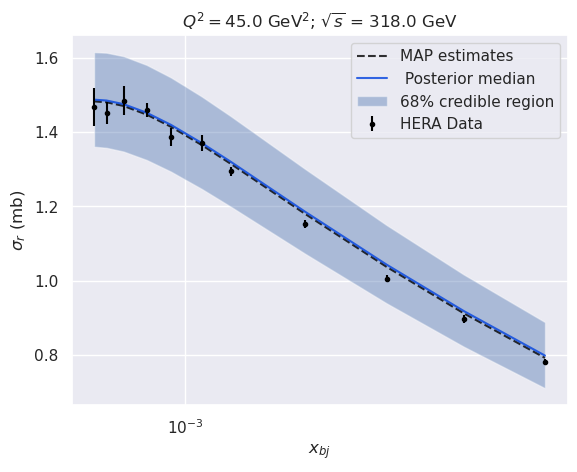 Q² = 45.0 GeV²; √s = 318.0 GeV
MAP estimates
Posterior median
68% credible region
HERA Data
σᵣ (mb)
1.6
1.4
1.2
1.0
0.8
10⁻³
x_bj